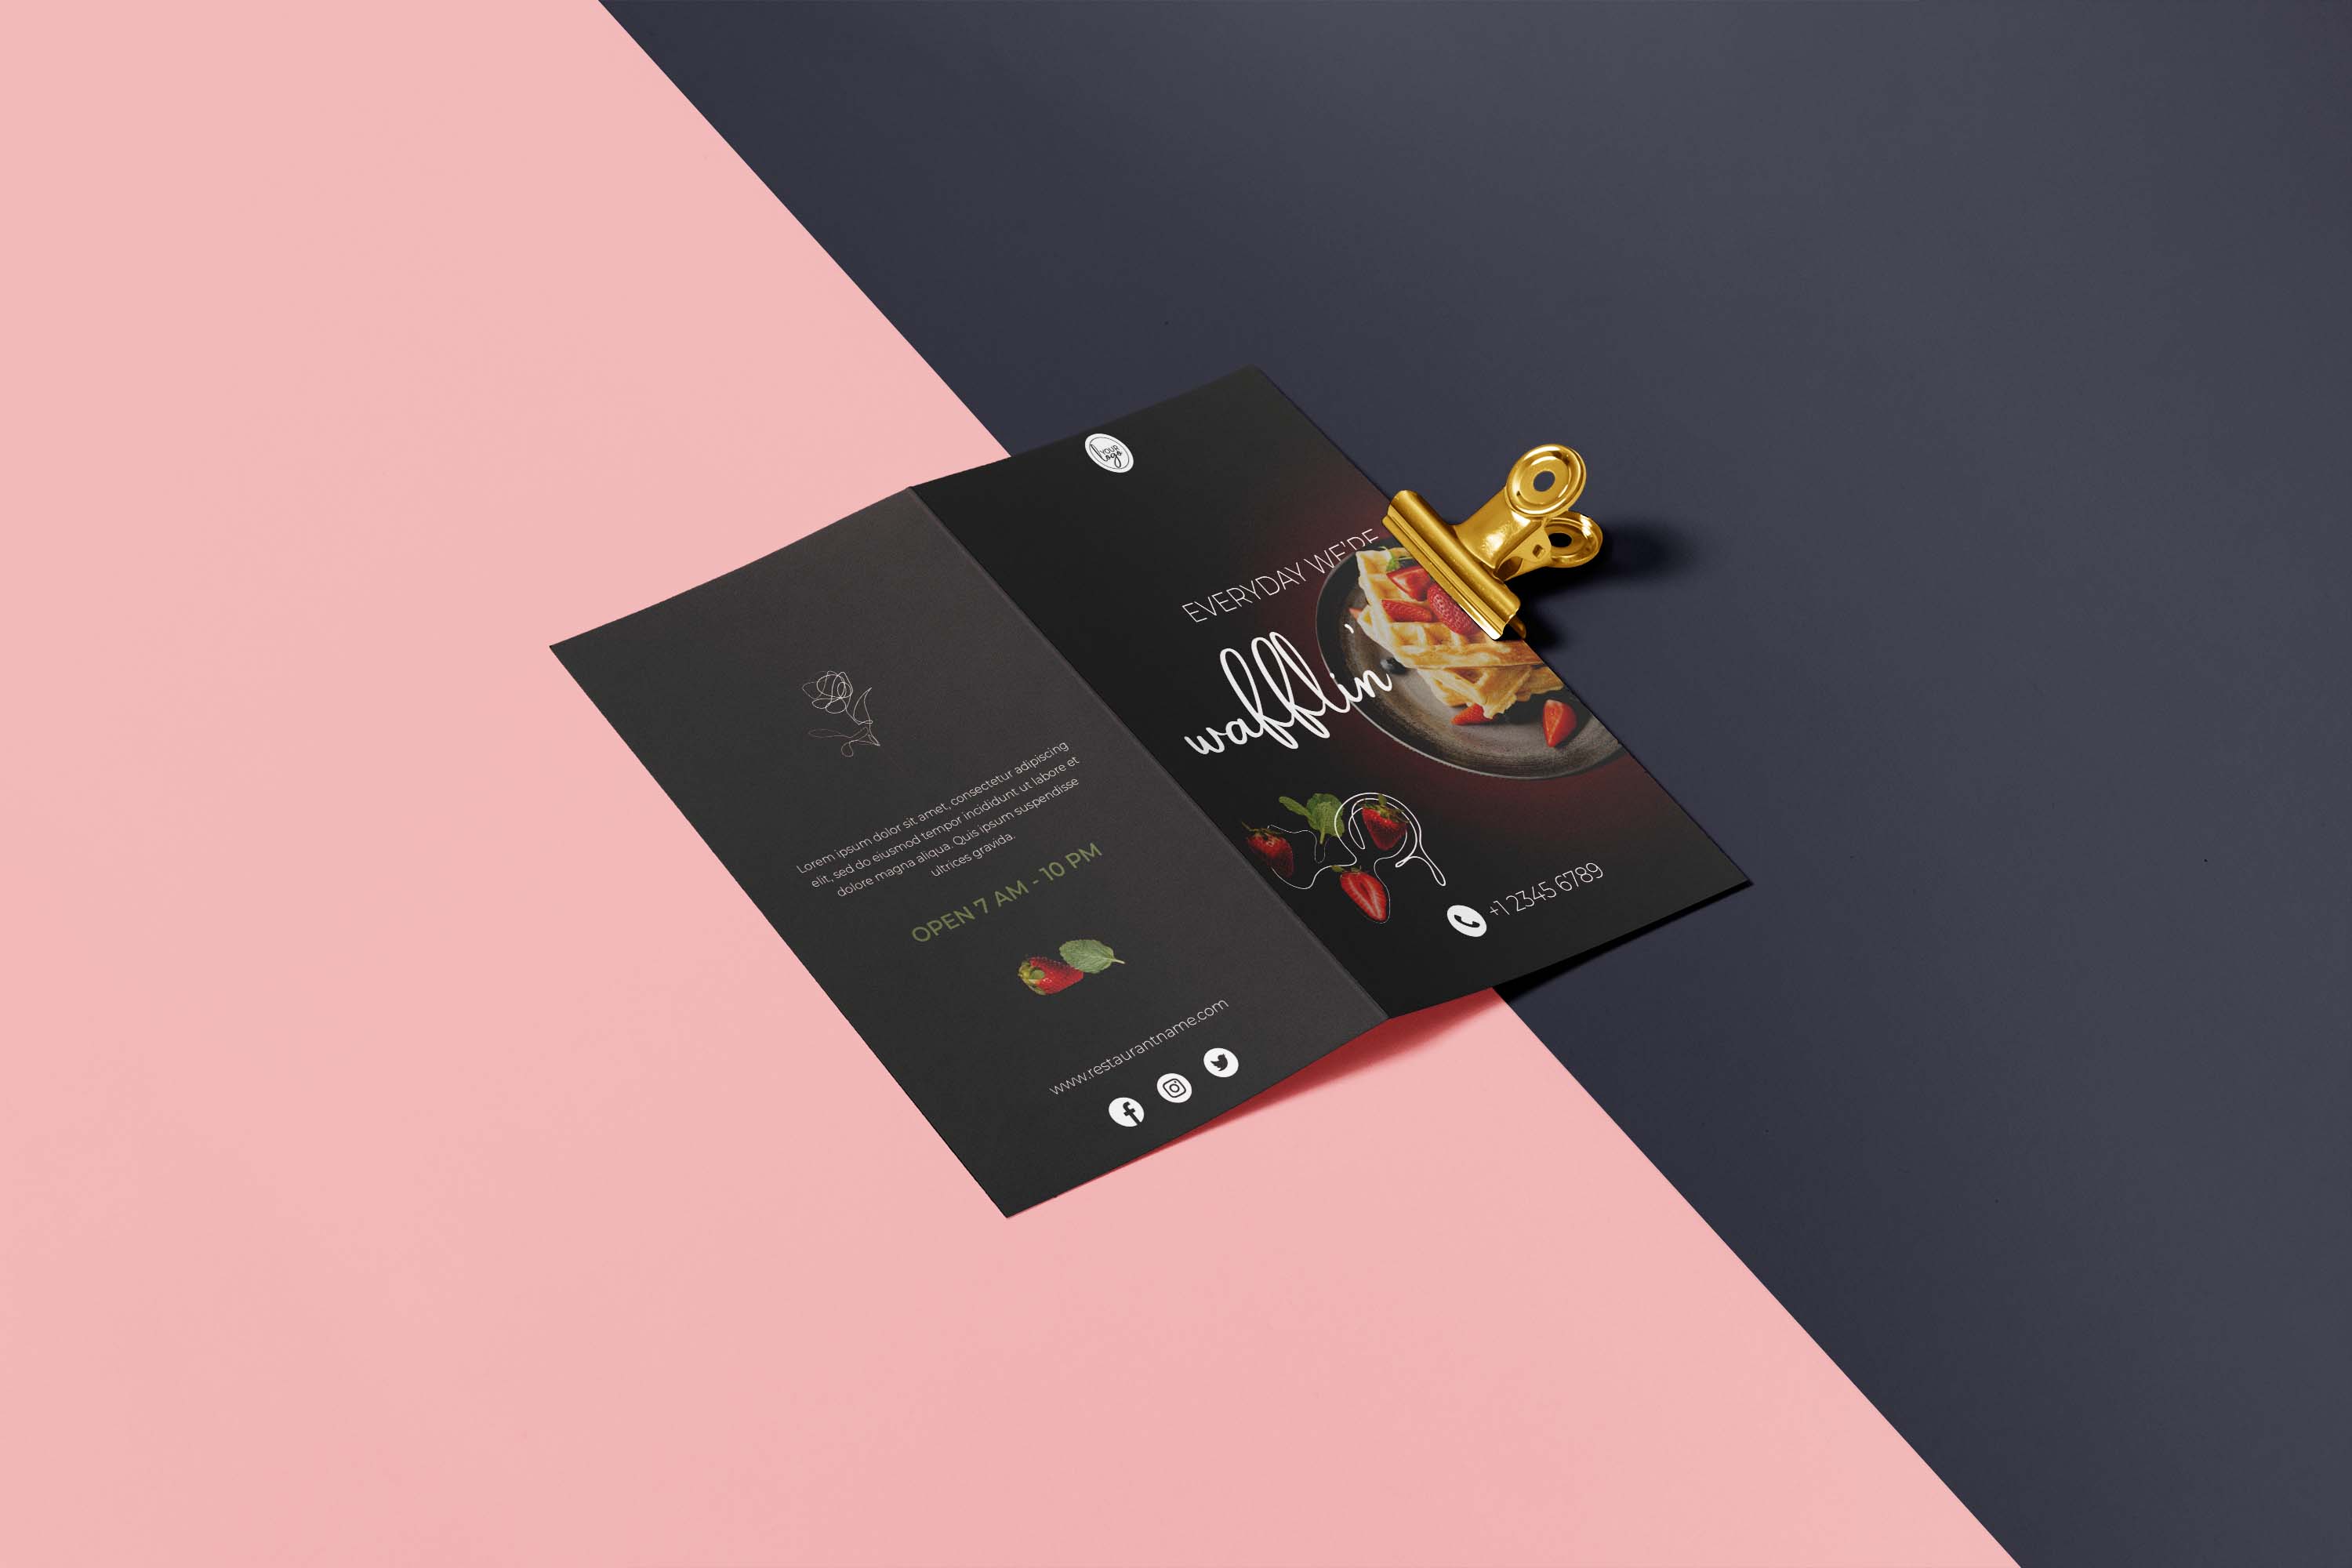 YOUR
logo
EVERYDAY WE'RE
wafflin'
+1 2345 6789
Lorem ipsum dolor sit amet, consectetur adipiscing
elit, sed do eiusmod tempor incididunt ut labore et
dolore magna aliqua. Quis ipsum suspendisse
ultrices gravida.
OPEN 7 AM - 10 PM
www.restaurantname.com